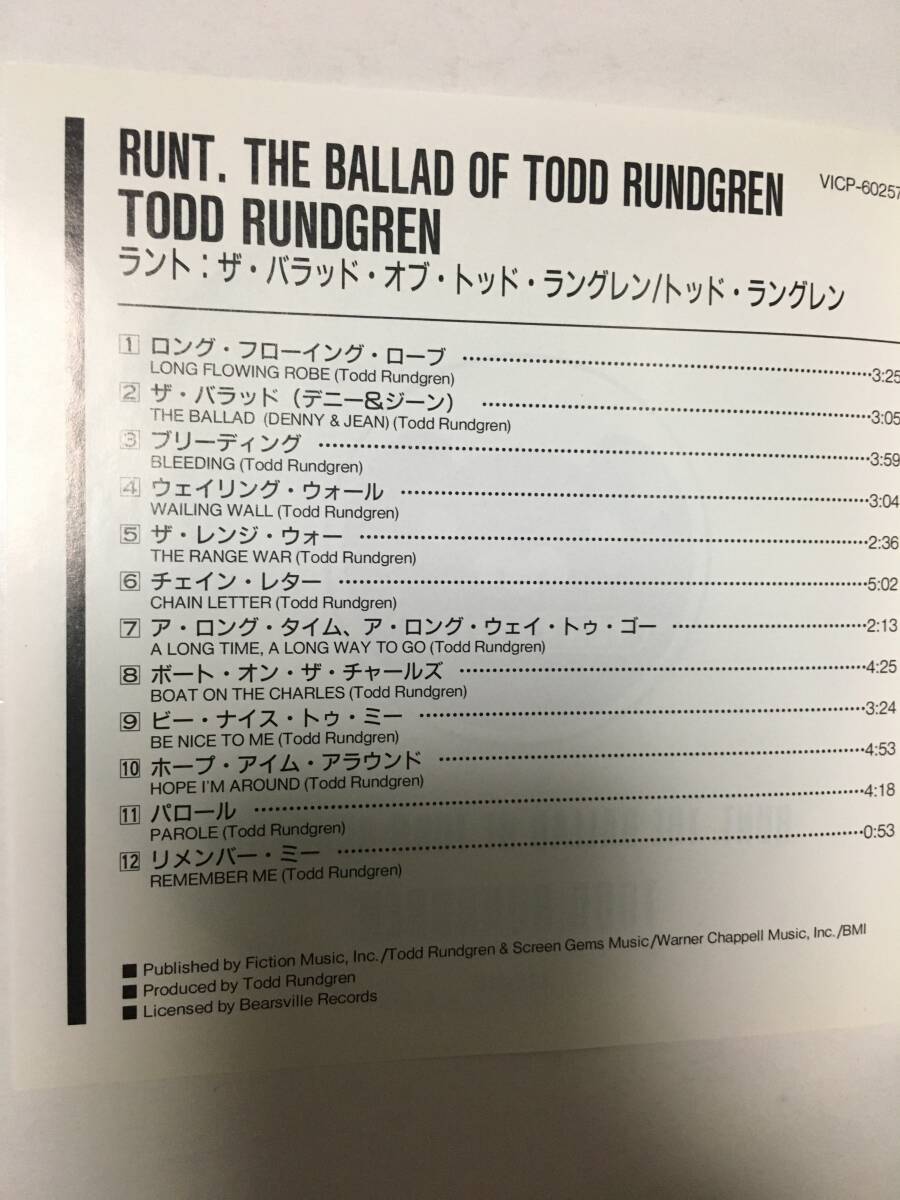 RUNT. THE BALLAD OF TODD RUNDGREN
VICP-60257
TODD RUNDGREN
ラント:ザ・バラッド・オブ・トッド・ラングレン/トッド・ラングレン
1 ロング・フローイング・ローブ ……3:25
LONG FLOWING ROBE (Todd Rundgren)
2 ザ・バラッド(デニー&ジーン) ……3:05
THE BALLAD (DENNY & JEAN) (Todd Rundgren)
3 ブリーディング ……3:59
BLEEDING (Todd Rundgren)
4 ウェイリング・ウォール ……3:04
WAILING WALL (Todd Rundgren)
5 ザ・レンジ・ウォー ……2:36
THE RANGE WAR (Todd Rundgren)
6 チェイン・レター ……5:02
CHAIN LETTER (Todd Rundgren)
7 ア・ロング・タイム、ア・ロング・ウェイ・トゥ・ゴー ……2:13
A LONG TIME, A LONG WAY TO GO (Todd Rundgren)
8 ボート・オン・ザ・チャールズ ……4:25
BOAT ON THE CHARLES (Todd Rundgren)
9 ビー・ナイス・トゥ・ミー ……3:24
BE NICE TO ME (Todd Rundgren)
10 ホープ・アイム・アラウンド ……4:53
HOPE I'M AROUND (Todd Rundgren)
11 パロール ……4:18
PAROLE (Todd Rundgren)
12 リメンバー・ミー ……0:53
REMEMBER ME (Todd Rundgren)
■ Published by Fiction Music, Inc./Todd Rundgren & Screen Gems Music/Warner Chappell Music, Inc./BMI
■ Produced by Todd Rundgren
■ Licensed by Bearsville Records